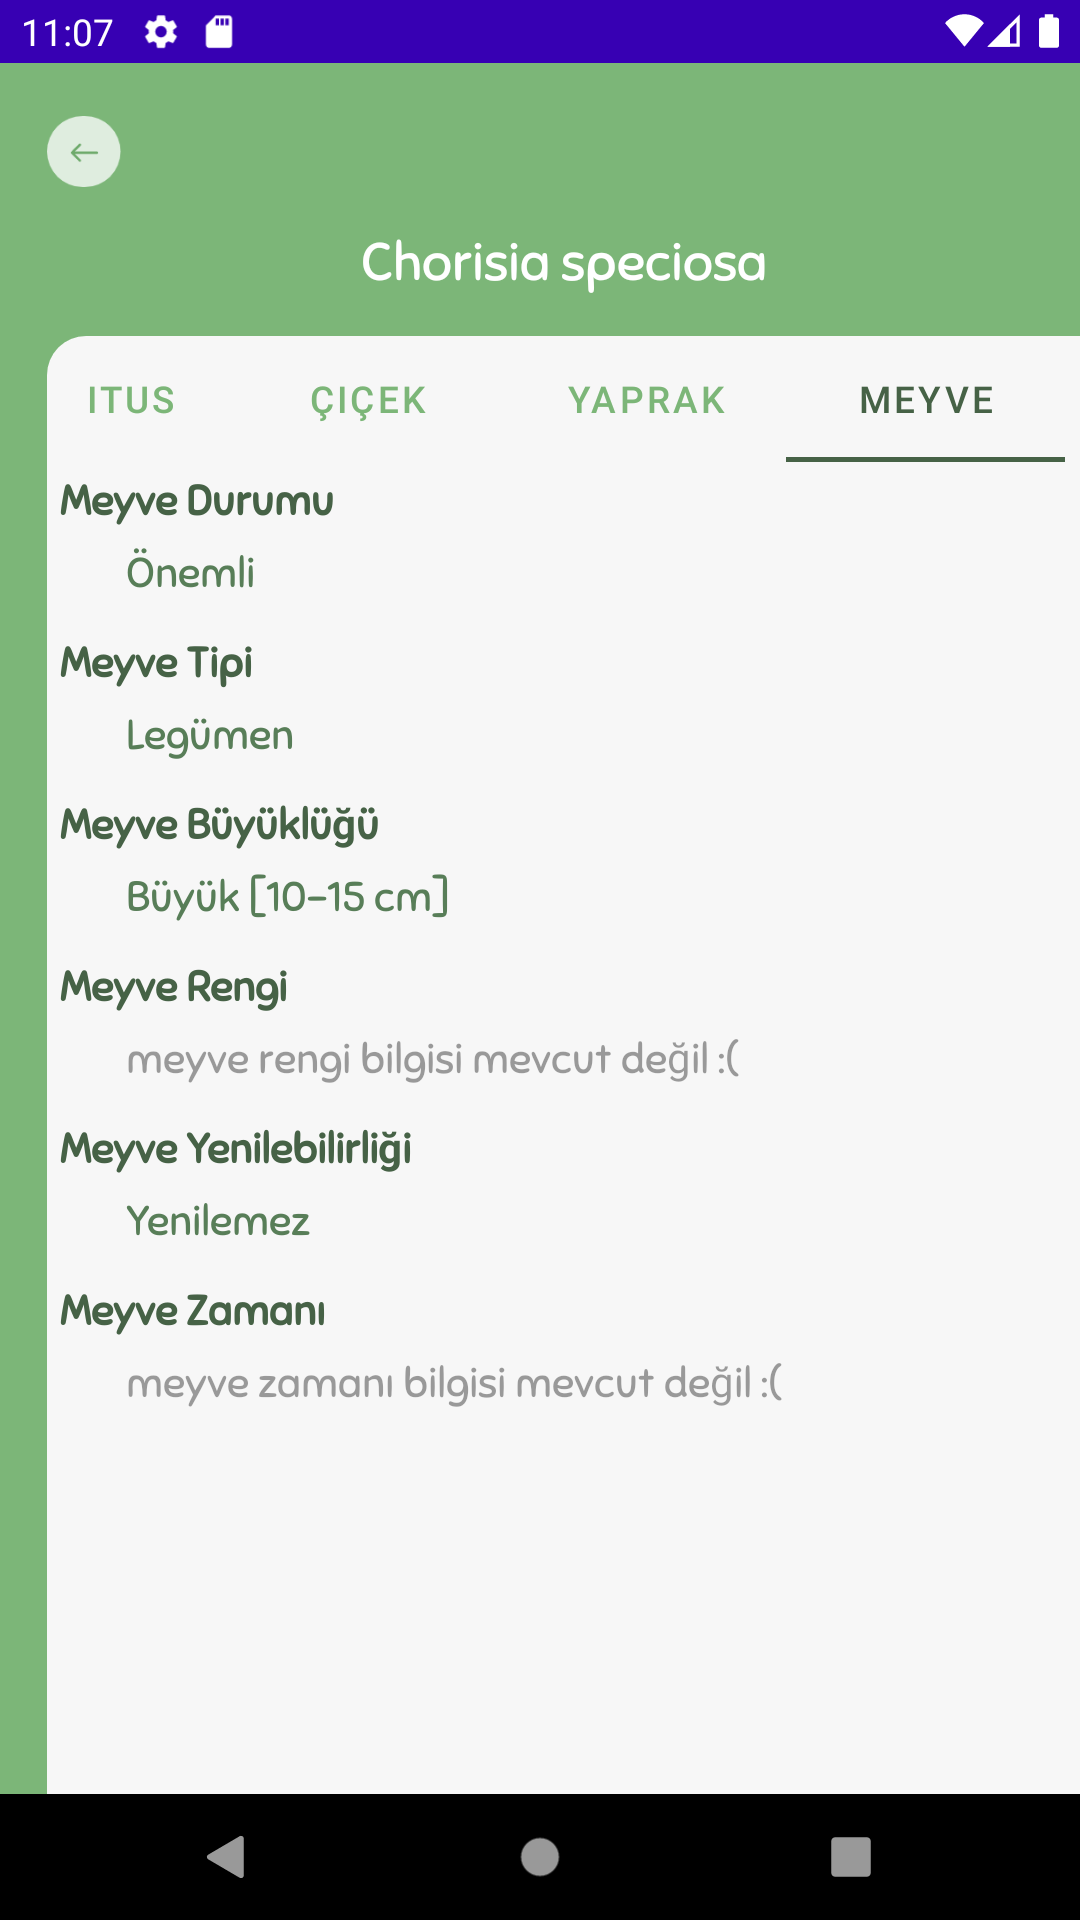 11:07
Chorisia speciosa
ITUS ÇIÇEK YAPRAK MEYVE
Meyve Durumu
Önemli
Meyve Tipi
Legümen
Meyve Büyüklüğü
Büyük [10-15 cm]
Meyve Rengi
meyve rengi bilgisi mevcut değil :(
Meyve Yenilebilirliği
Yenilemez
Meyve Zamanı
meyve zamanı bilgisi mevcut değil :(